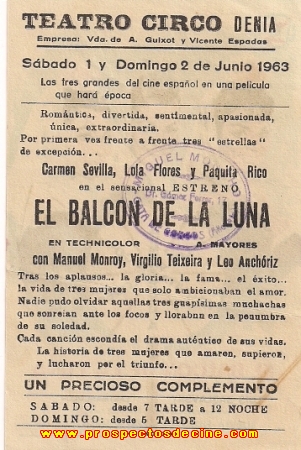 TEATRO CIRCO DENIA
Empresa: Vda. de A. Guixot y Vicente Espados
Sábado 1 y Domingo 2 de Junio 1963
Las tres grandes del cine español en una película
que hará época
Romántica, divertida, sentimental, apasionada,
única, extraordinaria.
Por primera vez frente a frente tres "estrellas"
de excepción...
Carmen Sevilla, Lola Flores y Paquita Rico
en el sensacional ESTRENO
EL BALCON DE LA LUNA
EN TECHNICOLOR A. MAYORES
con Manuel Monroy, Virgilio Teixeira y Leo Anchóriz
Tras los aplausos... la gloria... la fama... el éxito...
la vida de tres mujeres que solo ambicionaban el amor.
Nadie pudo olvidar aquellas tres guapísimas muchachas
que sonreian ante los focos y lloraban en la penumbra
de su soledad.
Cada canción escondía el drama auténtico de sus vidas.
La historia de tres mujeres que amaren, supieron,
y lucharen por el triunfo...
UN PRECIOSO COMPLEMENTO
SABADO: desde 7 TARDE a 12 NOCHE
DOMINGO: desde 5 TARDE
www.prospectosdecine.com